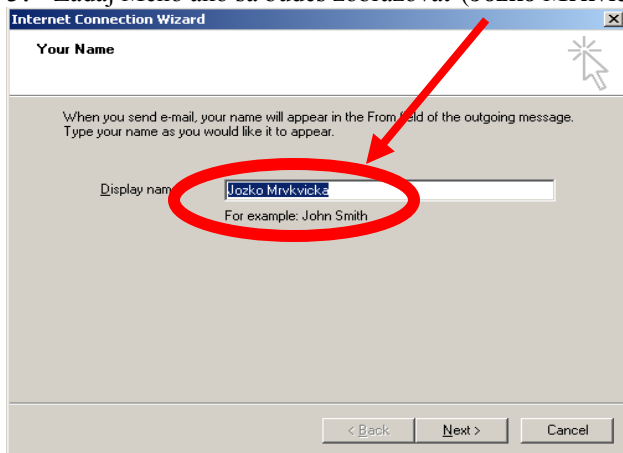 Internet Connection Wizard
Your Name
When you send e-mail, your name will appear in the From field of the outgoing message.
Type your name as you would like it to appear.
Display nam
Jozko Mrvkvicka
For example: John Smith
< Back
Next >
Cancel